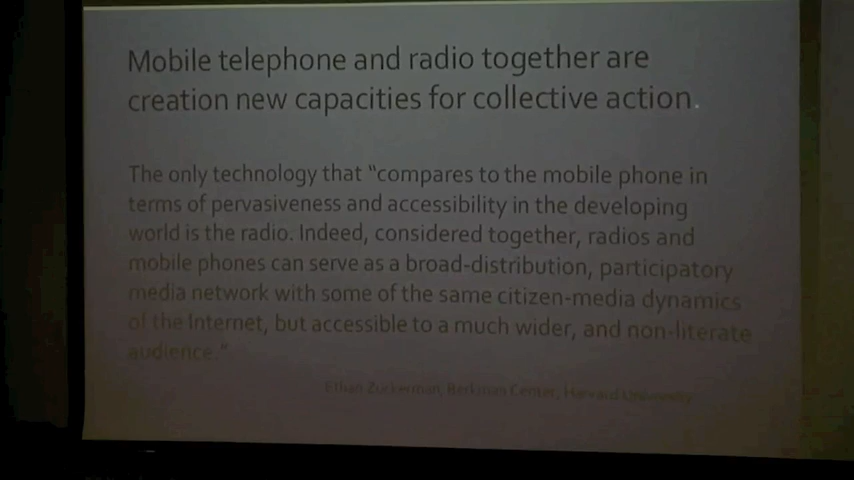 Mobile telephone and radio together are
creation new capacities for collective action.
The only technology that “compares to the mobile phone in
terms of pervasiveness and accessibility in the developing
world is the radio. Indeed, considered together, radios and
mobile phones can serve as a broad-distribution, participatory
media network with some of the same citizen-media dynamics
of the Internet, but accessible to a much wider, and non-literate
audience.“
Ethan Zuckerman, Berkman Center, Harvard University